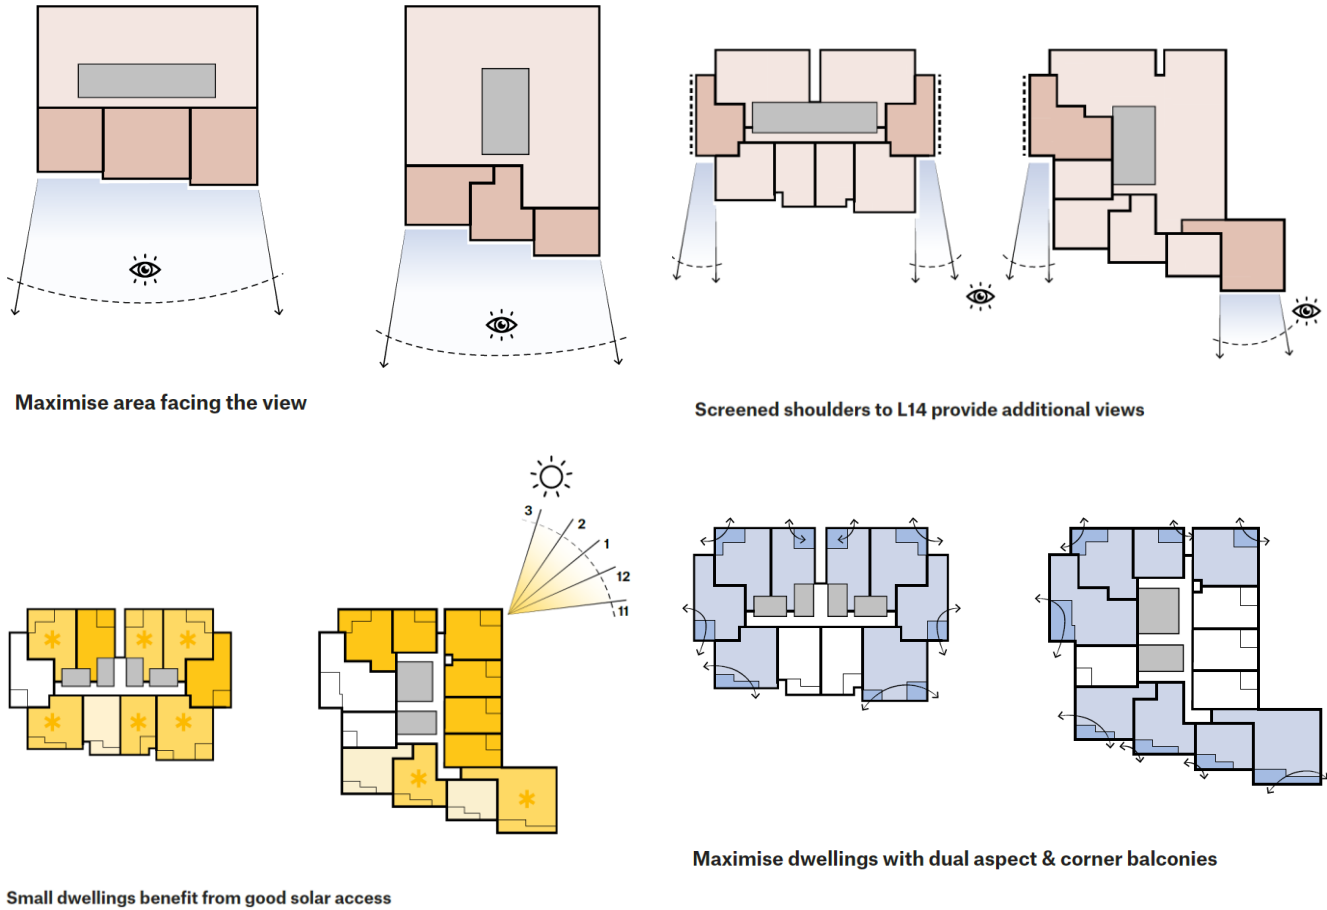 Maximise area facing the view
Screened shoulders to L14 provide additional views
3
2
1
12
11
Small dwellings benefit from good solar access
Maximise dwellings with dual aspect & corner balconies